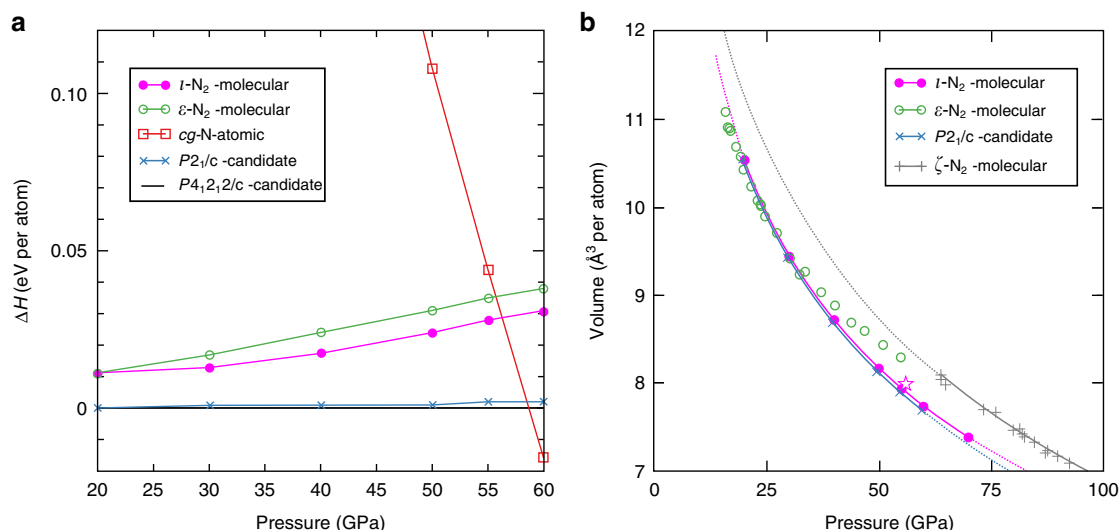 a
0.10
0.05
0
ΔH (eV per atom)
ι-N2 -molecular
ε-N2 -molecular
cg-N-atomic
P21/c -candidate
P41212/c -candidate
20 25 30 35 40 45 50 55 60
Pressure (GPa)
b
12
11
10
9
8
7
Volume (Å3 per atom)
ι-N2 -molecular
ε-N2 -molecular
P21/c -candidate
ζ-N2 -molecular
0 25 50 75 100
Pressure (GPa)